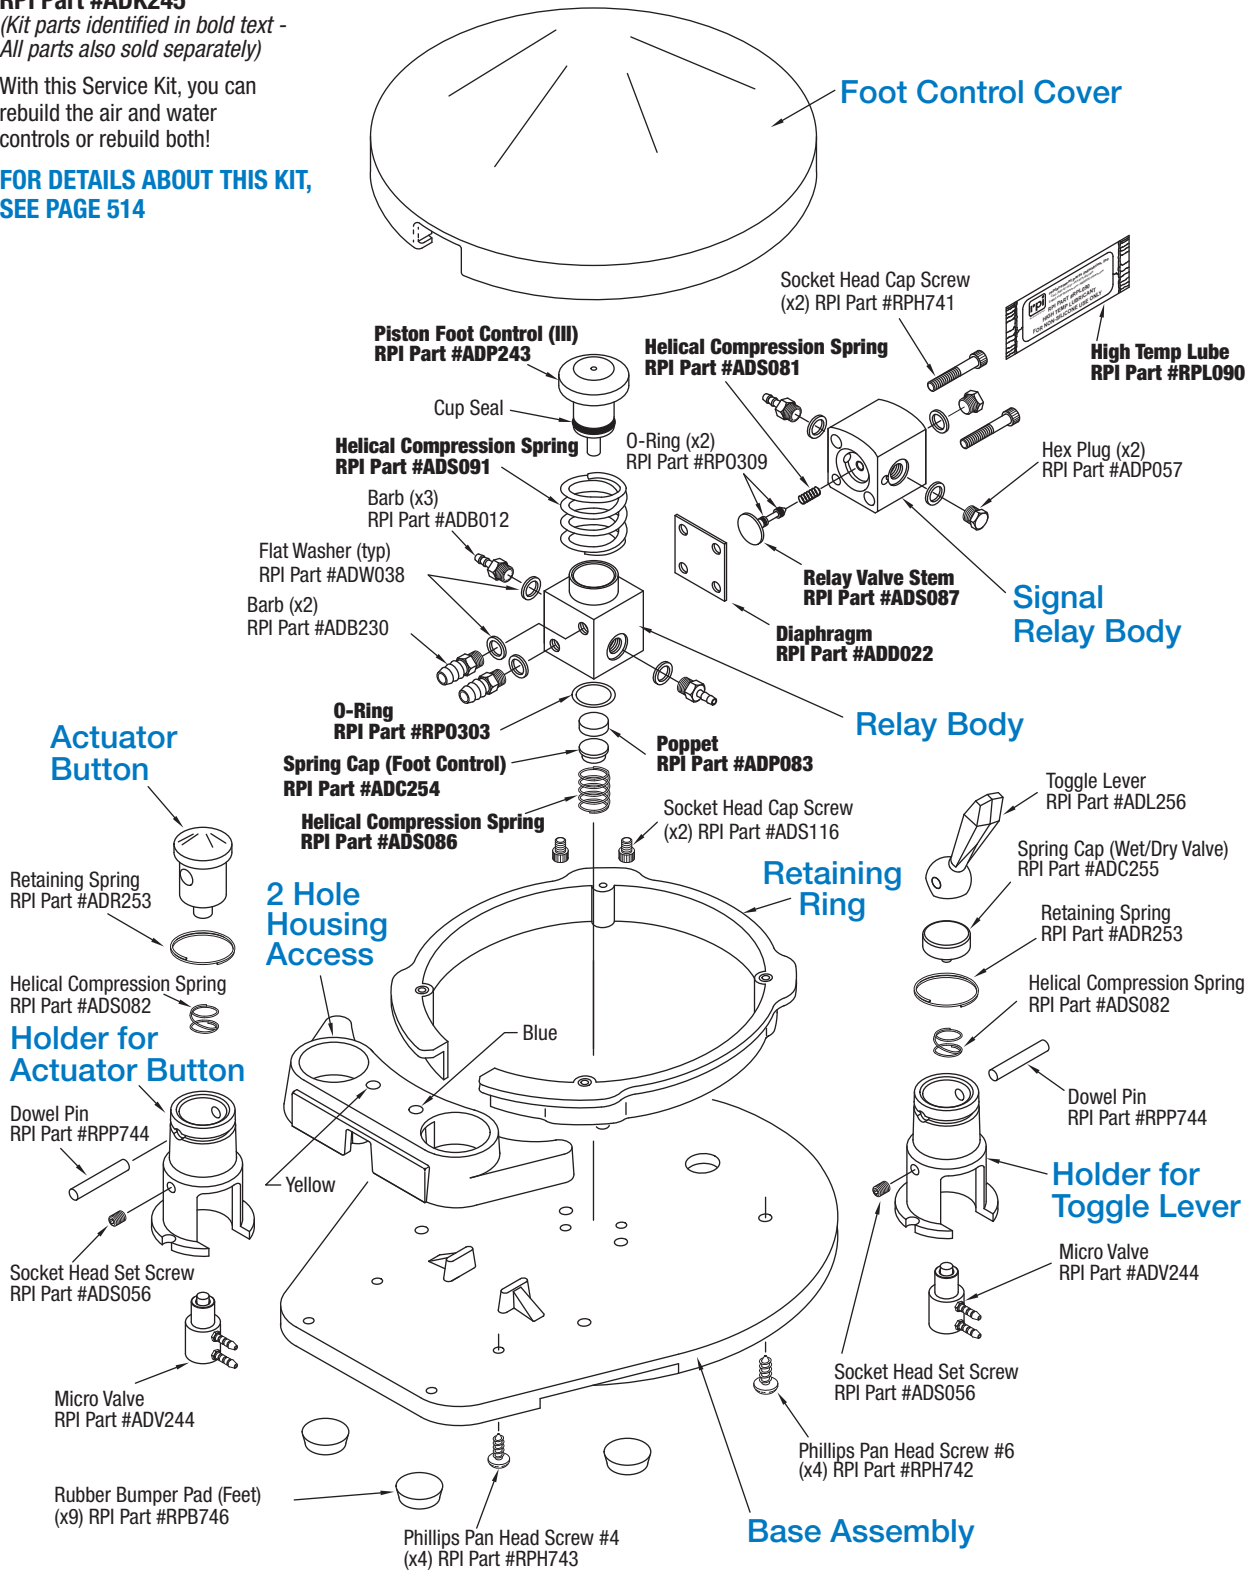 RPI Part #ADK245
(Kit parts identified in bold text -
All parts also sold separately)
With this Service Kit, you can
rebuild the air and water
controls or rebuild both!
FOR DETAILS ABOUT THIS KIT,
SEE PAGE 514
Foot Control Cover
Socket Head Cap Screw
(x2) RPI Part #RPH741
rpi
RPI PART #RPL090
HIGH TEMP LUBRICANT
FOR NON-SILICONE USE ONLY
High Temp Lube
RPI Part #RPL090
Piston Foot Control (III)
RPI Part #ADP243
Helical Compression Spring
RPI Part #ADS081
Cup Seal
Helical Compression Spring
RPI Part #ADS091
O-Ring (x2)
RPI Part #RPO309
Hex Plug (x2)
RPI Part #ADP057
Barb (x3)
RPI Part #ADB012
Flat Washer (typ)
RPI Part #ADW038
Barb (x2)
RPI Part #ADB230
Relay Valve Stem
RPI Part #ADS087
Signal
Relay Body
Diaphragm
RPI Part #ADD022
O-Ring
RPI Part #RPO303
Relay Body
Poppet
RPI Part #ADP083
Spring Cap (Foot Control)
RPI Part #ADC254
Helical Compression Spring
RPI Part #ADS086
Socket Head Cap Screw
(x2) RPI Part #ADS116
Actuator
Button
Toggle Lever
RPI Part #ADL256
Spring Cap (Wet/Dry Valve)
RPI Part #ADC255
Retaining Spring
RPI Part #ADR253
2 Hole
Housing
Access
Retaining
Ring
Retaining Spring
RPI Part #ADR253
Helical Compression Spring
RPI Part #ADS082
Helical Compression Spring
RPI Part #ADS082
Holder for
Actuator Button
Blue
Dowel Pin
RPI Part #RPP744
Dowel Pin
RPI Part #RPP744
Yellow
Holder for
Toggle Lever
Socket Head Set Screw
RPI Part #ADS056
Micro Valve
RPI Part #ADV244
Micro Valve
RPI Part #ADV244
Socket Head Set Screw
RPI Part #ADS056
Rubber Bumper Pad (Feet)
(x9) RPI Part #RPB746
Phillips Pan Head Screw #6
(x4) RPI Part #RPH742
Phillips Pan Head Screw #4
(x4) RPI Part #RPH743
Base Assembly